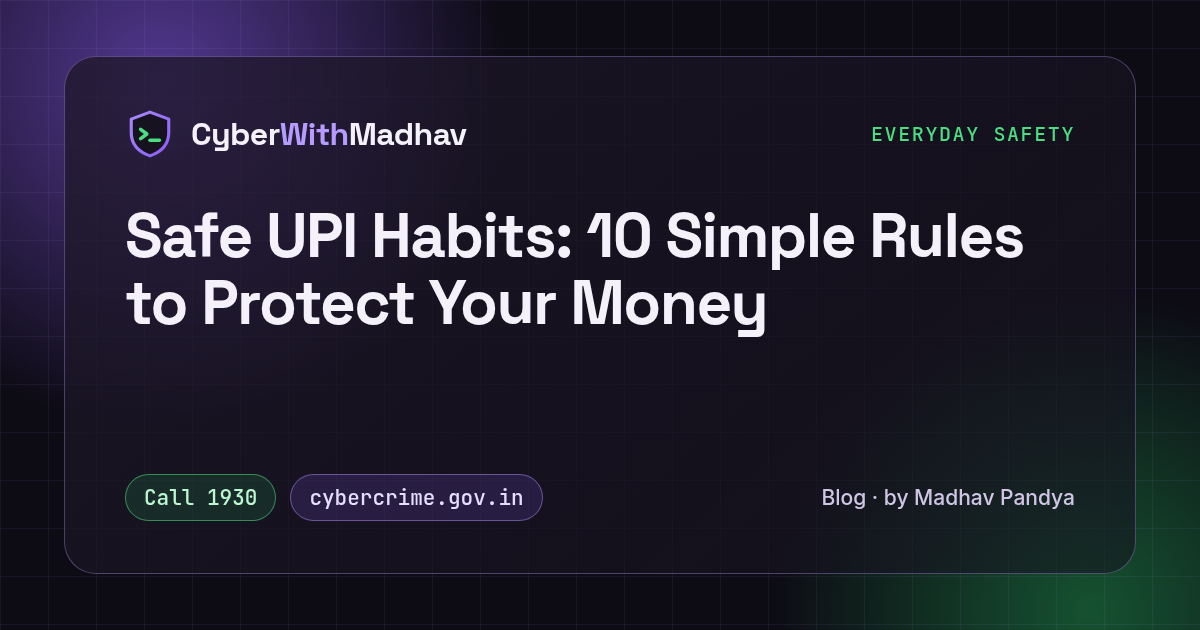 CyberWithMadhav
EVERYDAY SAFETY
Safe UPI Habits: 10 Simple Rules
to Protect Your Money
Call 1930
cybercrime.gov.in
Blog · by Madhav Pandya